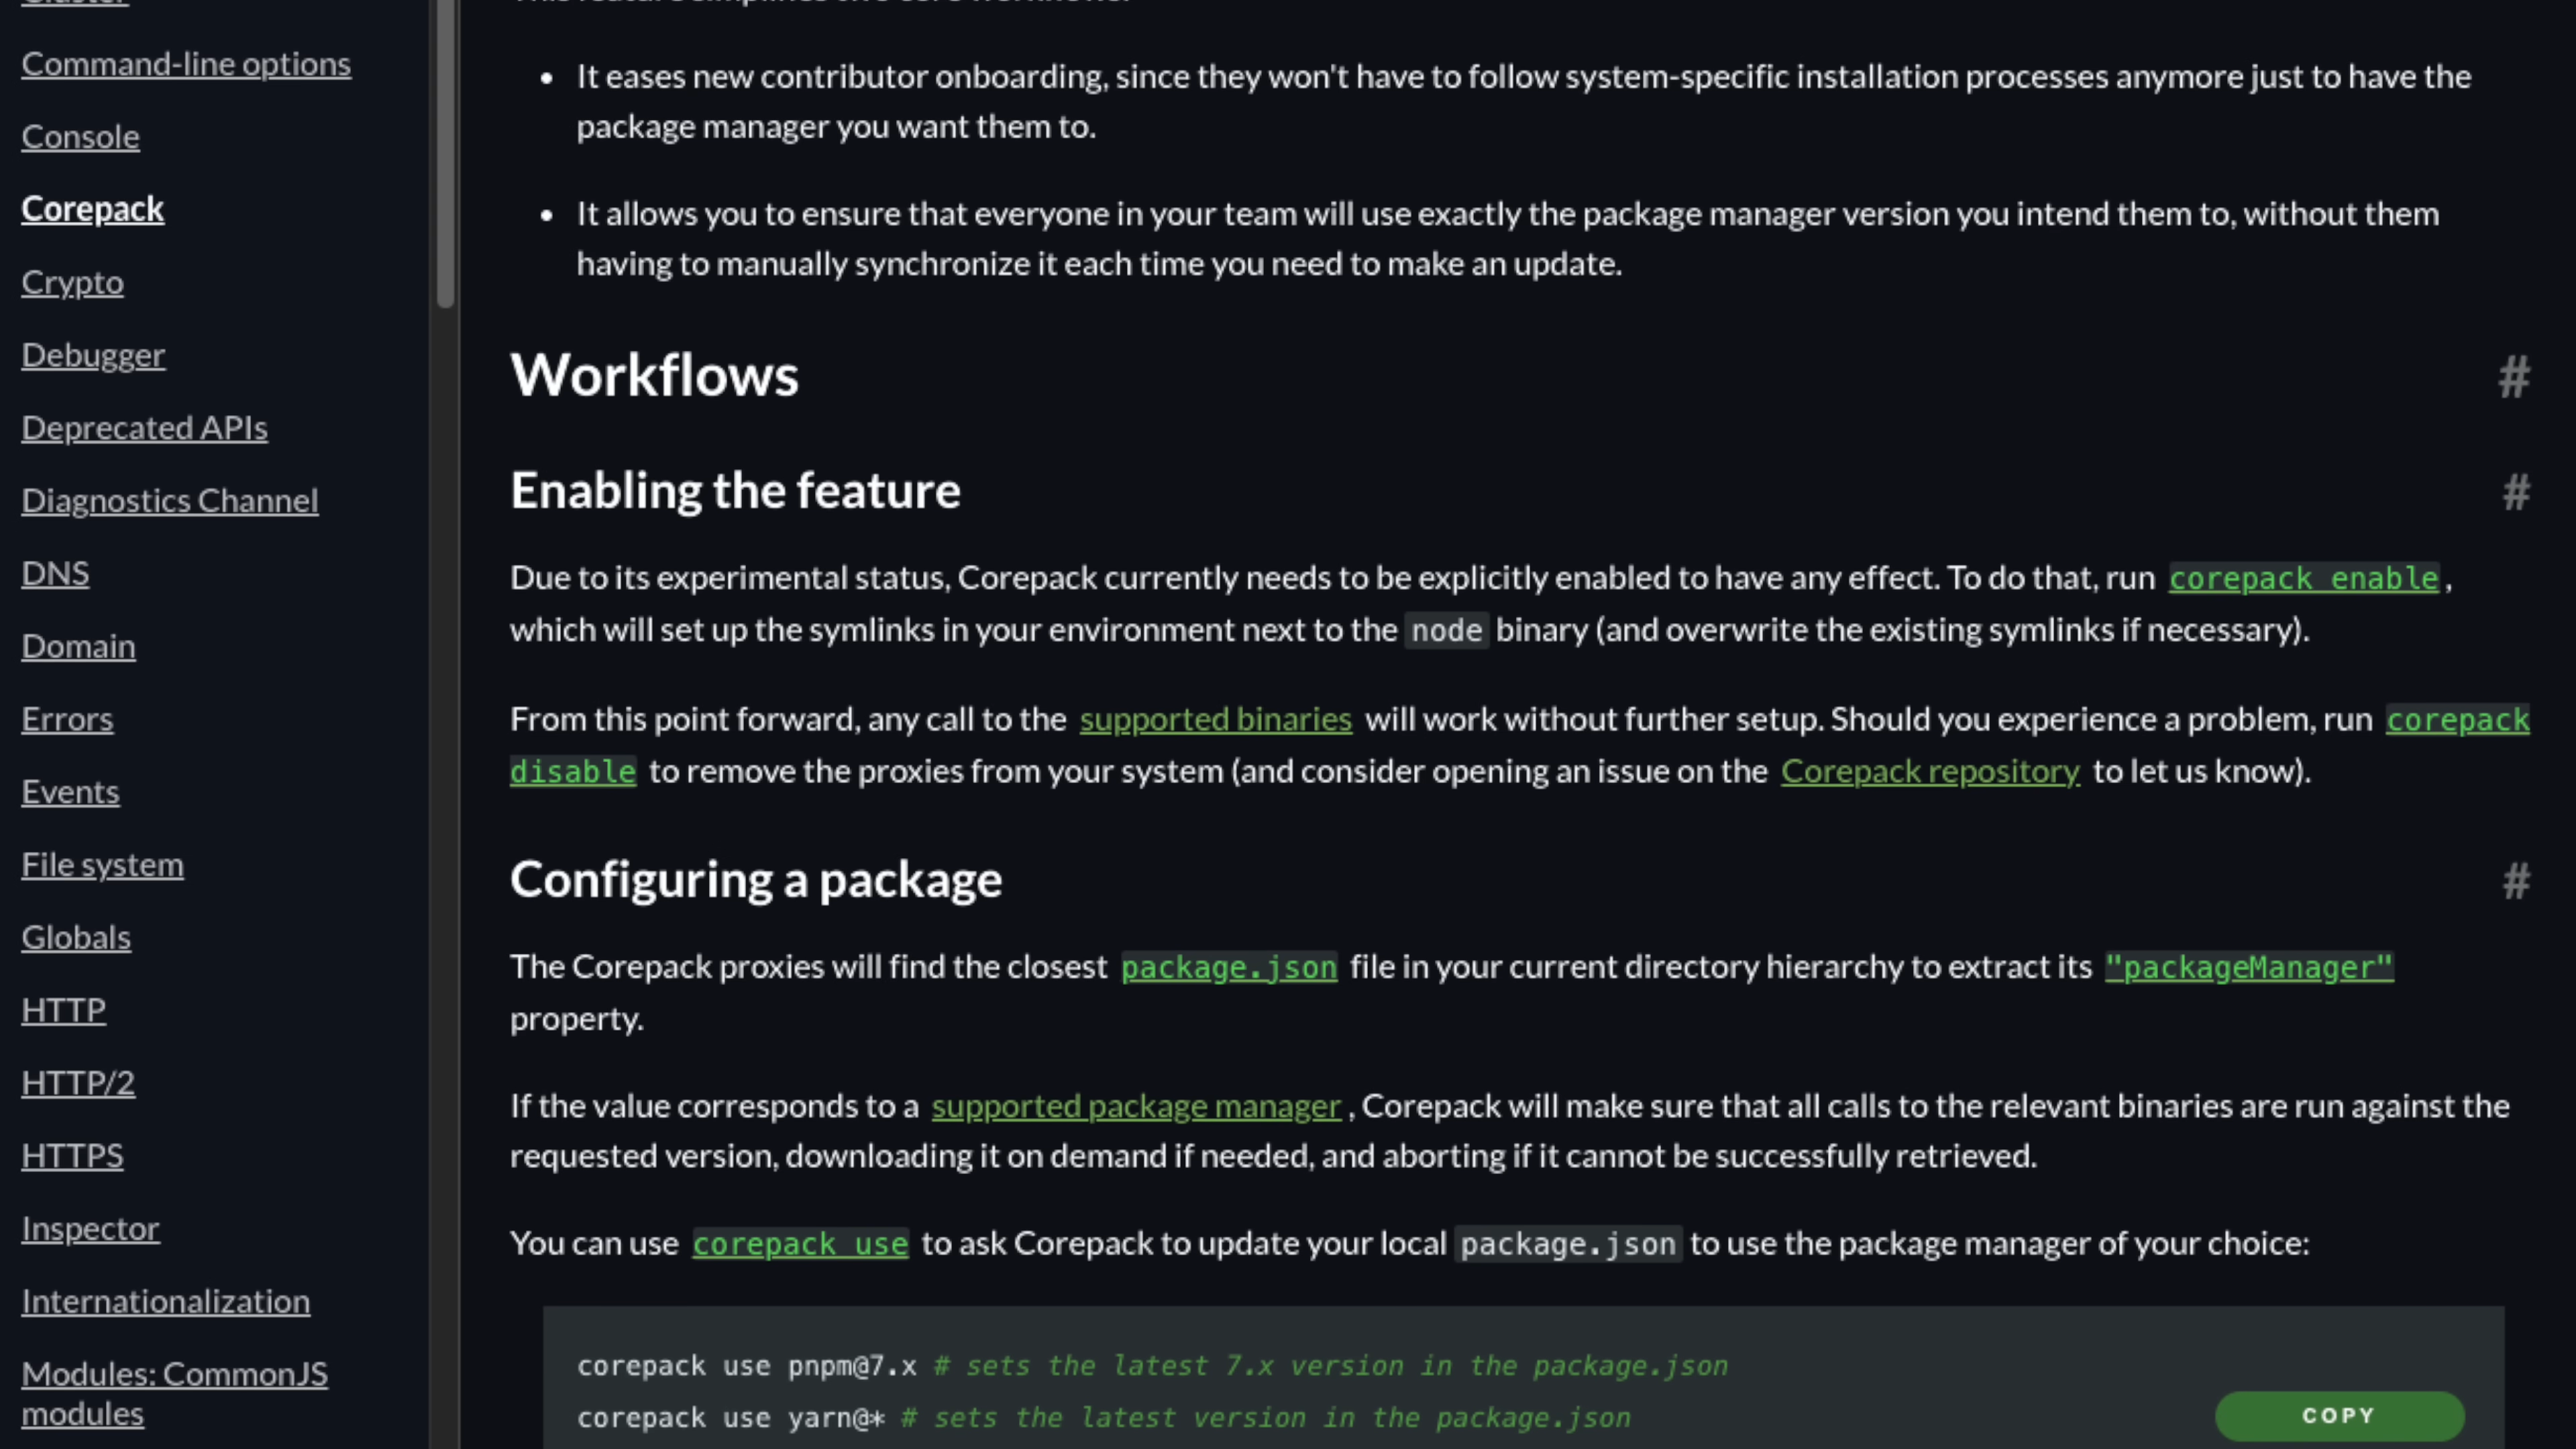 Command-line options
Console
Corepack
Crypto
Debugger
Deprecated APIs
Diagnostics Channel
DNS
Domain
Errors
Events
File system
Globals
HTTP
HTTP/2
HTTPS
Inspector
Internationalization
Modules: CommonJS
modules
It eases new contributor onboarding, since they won't have to follow system-specific installation processes anymore just to have the
package manager you want them to.
It allows you to ensure that everyone in your team will use exactly the package manager version you intend them to, without them
having to manually synchronize it each time you need to make an update.
Workflows #
Enabling the feature #
Due to its experimental status, Corepack currently needs to be explicitly enabled to have any effect. To do that, run corepack enable,
which will set up the symlinks in your environment next to the node binary (and overwrite the existing symlinks if necessary).
From this point forward, any call to the supported binaries will work without further setup. Should you experience a problem, run corepack
disable to remove the proxies from your system (and consider opening an issue on the Corepack repository to let us know).
Configuring a package #
The Corepack proxies will find the closest package.json file in your current directory hierarchy to extract its "packageManager"
property.
If the value corresponds to a supported package manager, Corepack will make sure that all calls to the relevant binaries are run against the
requested version, downloading it on demand if needed, and aborting if it cannot be successfully retrieved.
You can use corepack use to ask Corepack to update your local package.json to use the package manager of your choice:
corepack use pnpm@7.x # sets the latest 7.x version in the package.json
corepack use yarn@* # sets the latest version in the package.json
COPY